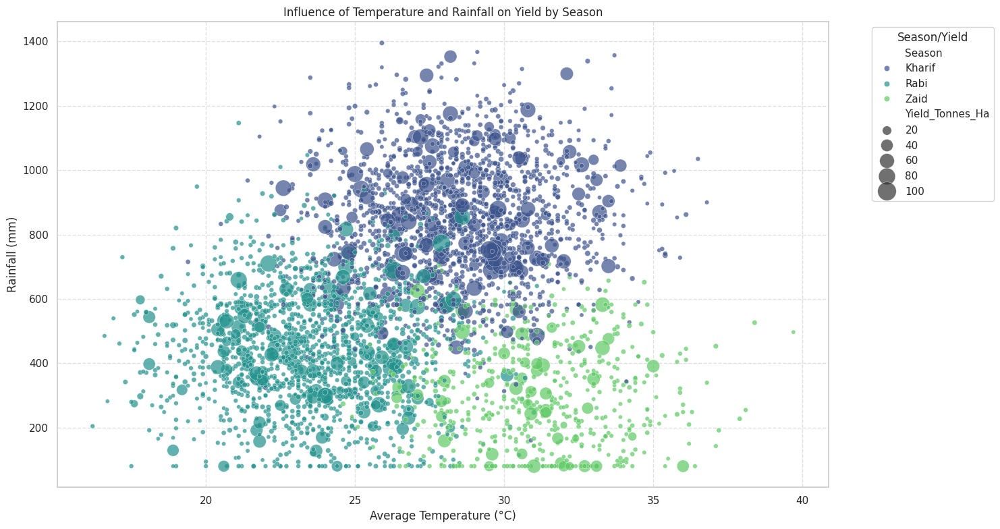 Influence of Temperature and Rainfall on Yield by Season
Rainfall (mm)
1400
1200
1000
800
600
400
200
20
25
30
35
40
Average Temperature (°C)
Season/Yield
Season
Kharif
Rabi
Zaid
Yield_Tonnes_Ha
20
40
60
80
100